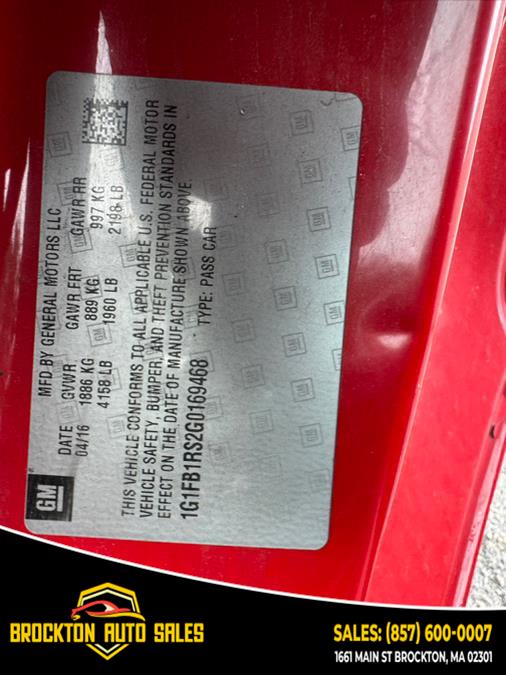 MFD BY GENERAL MOTORS LLC
DATE GVWR GAWR FRT GAWR RR
04/16 1886 KG 889 KG 997 KG
4158 LB 1960 LB 2198 LB
THIS VEHICLE CONFORMS TO ALL APPLICABLE U.S. FEDERAL MOTOR
VEHICLE SAFETY, BUMPER, AND THEFT PREVENTION STANDARDS IN
EFFECT ON THE DATE OF MANUFACTURE SHOWN ABOVE
1G1FB1RS2G0169468 TYPE: PASS CAR
GM
BROCKTON AUTO SALES
SALES: (857) 600-0007
1661 MAIN ST BROCKTON, MA 02301